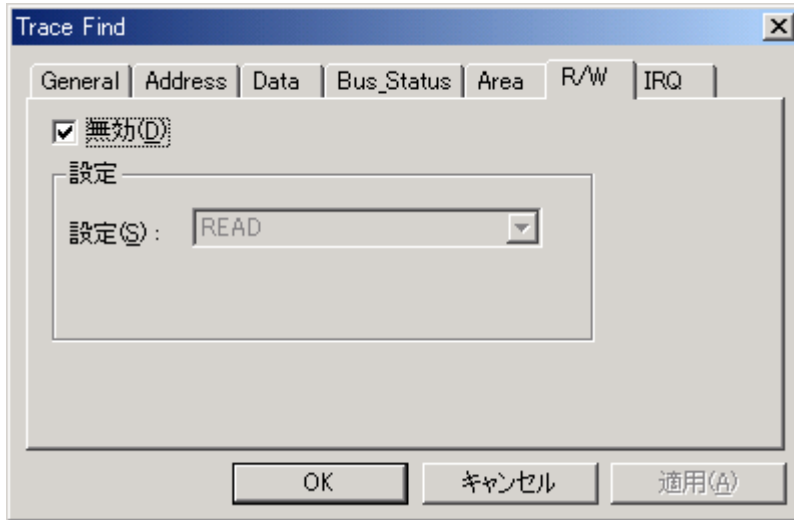 Trace Find
General Address Data Bus_Status Area R/W IRQ
無効(D)
設定
設定(S): READ
OK キャンセル 適用(A)